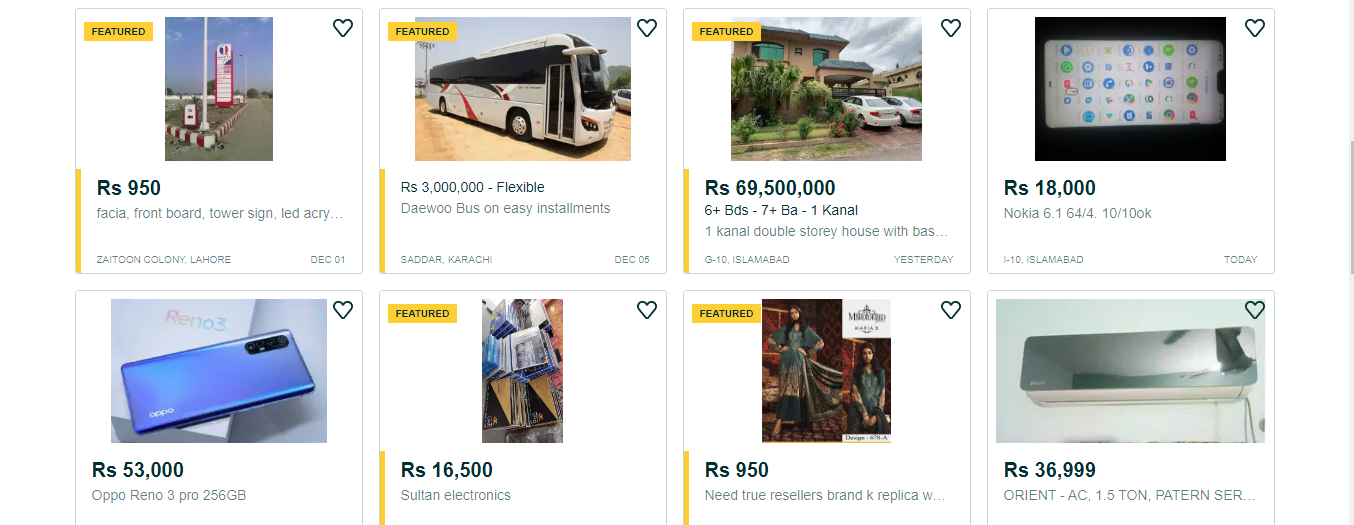 FEATURED
FEATURED
FEATURED
Rs 950
facia, front board, tower sign, led acry…
ZAITOON COLONY, LAHORE
DEC 01
Rs 3,000,000 - Flexible
Daewoo Bus on easy installments
SADDAR, KARACHI
DEC 05
Rs 69,500,000
6+ Bds - 7+ Ba - 1 Kanal
1 kanal double storey house with bas…
G-10, ISLAMABAD
YESTERDAY
Rs 18,000
Nokia 6.1 64/4. 10/10ok
I-10, ISLAMABAD
TODAY
Reno3
oppo
FEATURED
FEATURED
MBROIDERED
MARIA.B.
Design - 678-A
Rs 53,000
Oppo Reno 3 pro 256GB
Rs 16,500
Sultan electronics
Rs 950
Need true resellers brand k replica w…
Rs 36,999
ORIENT - AC, 1.5 TON, PATERN SER…